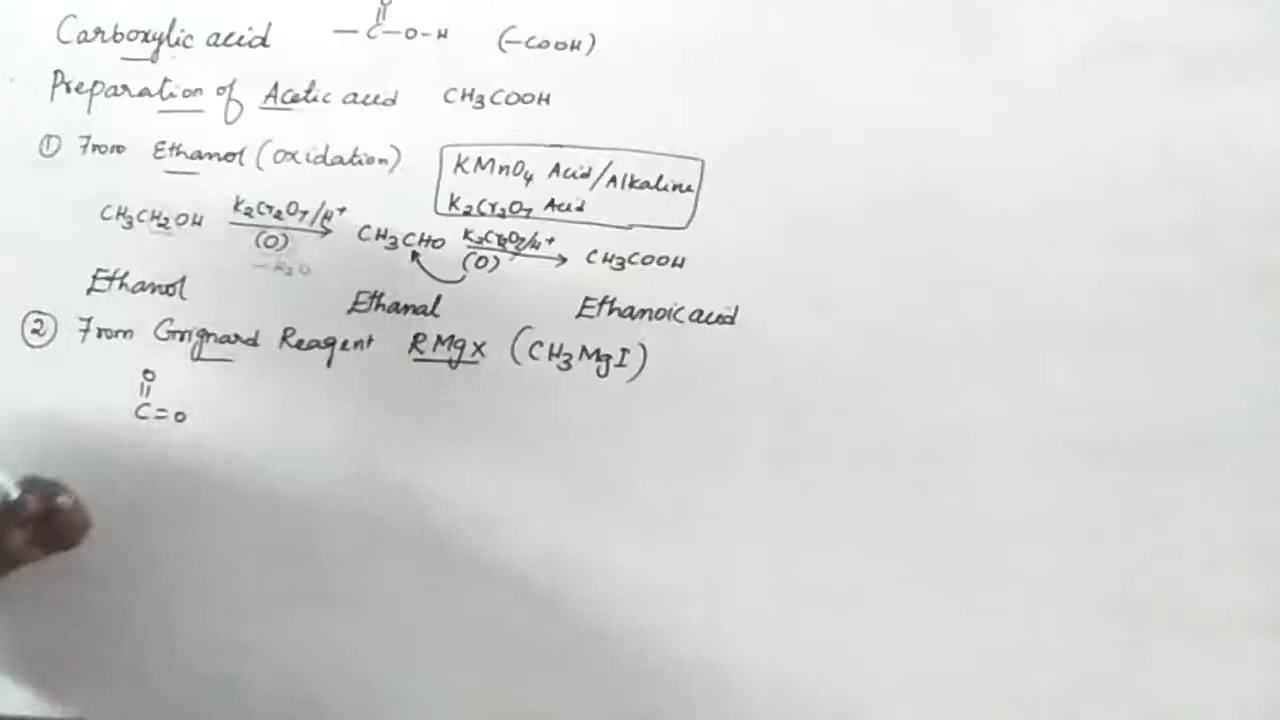 Carboxylic acid –C–O–H (–COOH)
Preparation of Acetic acid CH3COOH
① From Ethanol (oxidation)
KMnO4 Acid/Alkaline
K2Cr2O7 Acid
CH3CH2OH K2Cr2O7/H+ (O) –H2O CH3CHO K2Cr2O7/H+ (O) CH3COOH
Ethanol Ethanal Ethanoic acid
② From Grignard Reagent RMgX (CH3MgI)
O
||
C=O